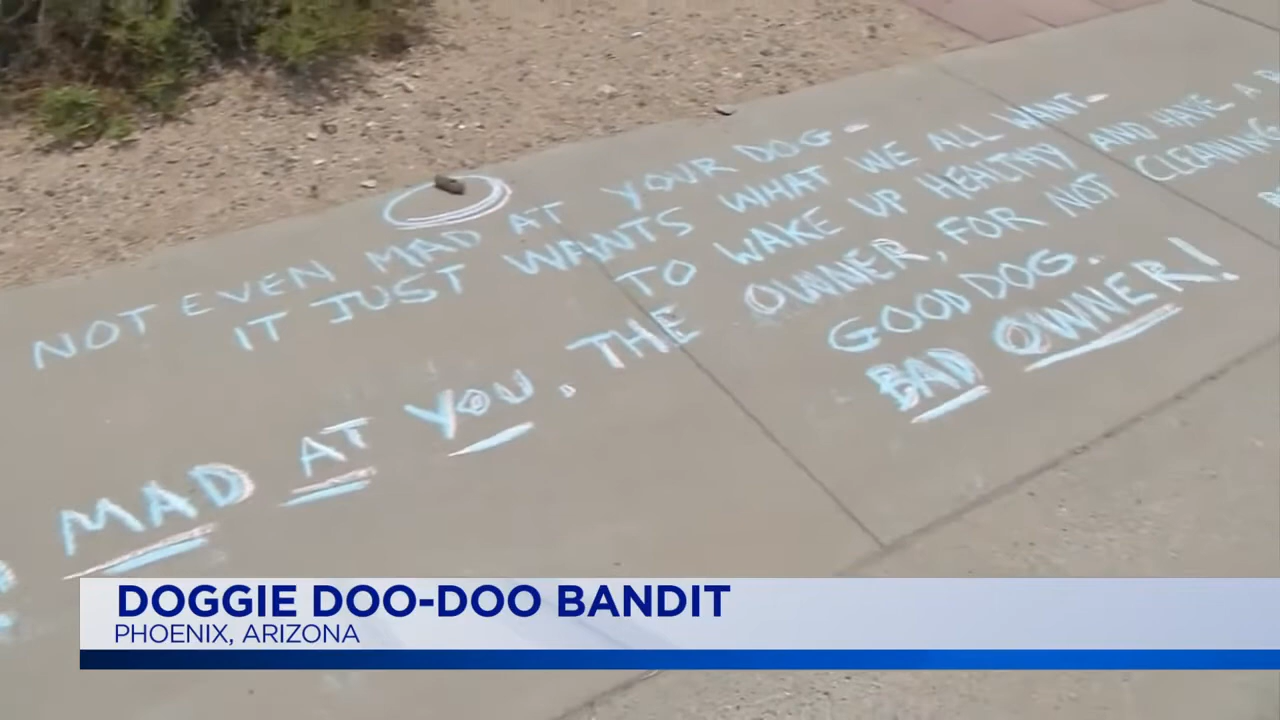 NOT EVEN MAD AT YOUR DOG -
IT JUST WANTS WHAT WE ALL WANT -
TO WAKE UP HEALTHY AND HAVE A
MAD AT YOU, THE OWNER, FOR NOT CLEANING
GOOD DOG.
BAD OWNER!
DOGGIE DOO-DOO BANDIT
PHOENIX, ARIZONA